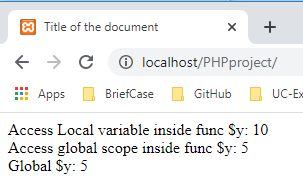 Title of the document
localhost/PHPproject/
Apps BriefCase GitHub UC-Ex
Access Local variable inside func $y: 10
Access global scope inside func $y: 5
Global $y: 5